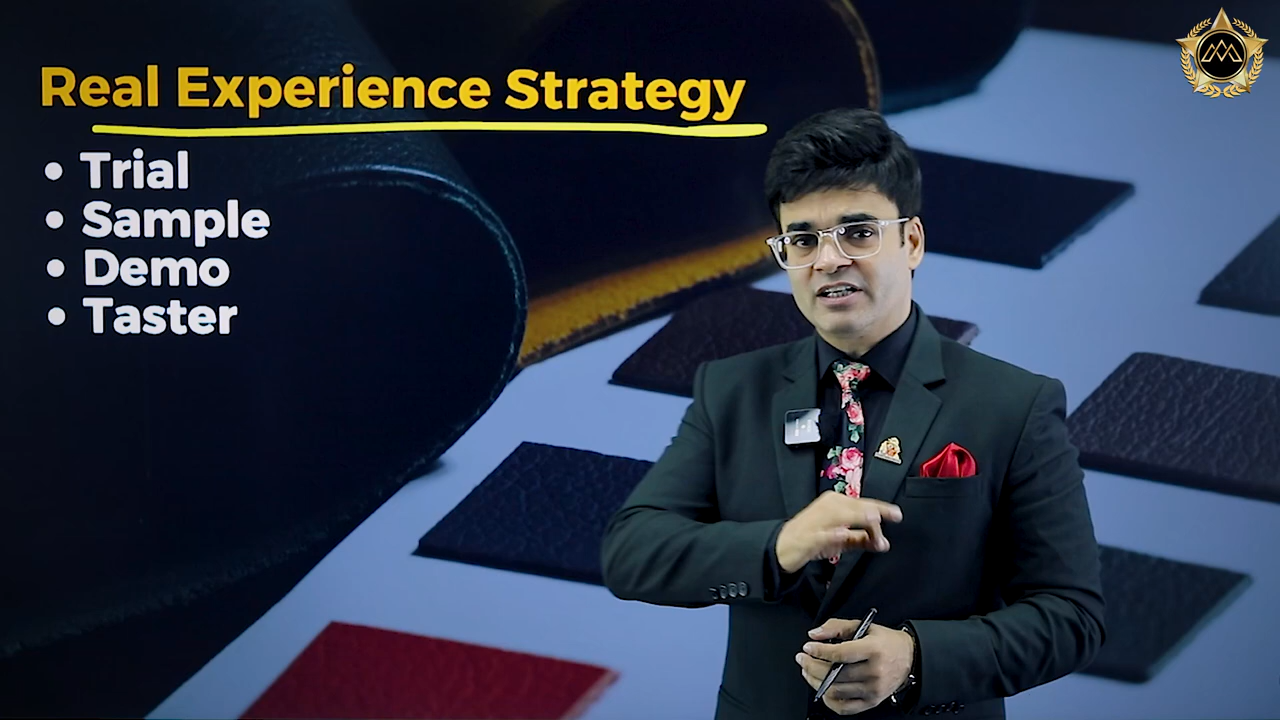 Real Experience Strategy
• Trial
• Sample
• Demo
• Taster